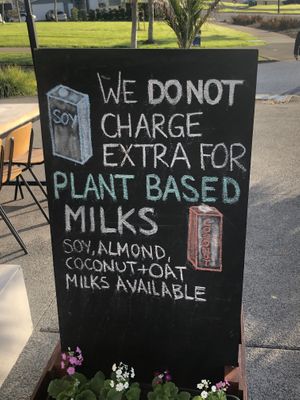 SOY
WE DO NOT
CHARGE
EXTRA FOR
PLANT BASED
MILKS
SOY, ALMOND,
COCONUT + OAT
MILKS AVAILABLE
COCONUT